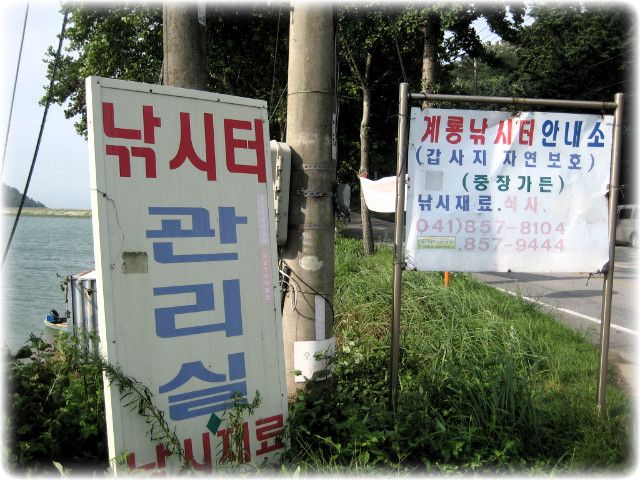 낚시터
관
리
실
낚시재료
계룡낚시터안내소
(갑사지 자연보호)
(중장가든)
낚시재료.식사.
041)857-8104
.857-9444